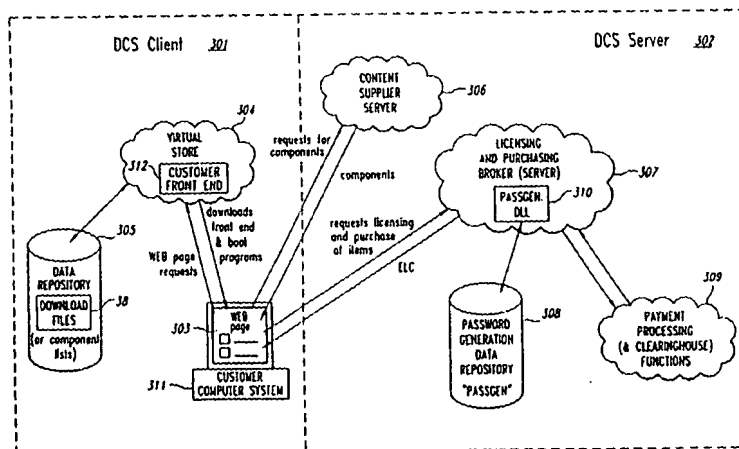 DCS Client 301
DCS Server 302
304
VIRTUAL
STORE
312
CUSTOMER
FRONT END
CONTENT
SUPPLIER
SERVER
306
requests for
components
components
LICENSING
AND PURCHASING
BROKER (SERVER)
307
PASSGEN.
DLL
310
305
DATA
REPOSITORY
DOWNLOAD
FILES
38
(or component
lists)
WEB page
requests
downloads
front end
& boot
programs
requests licensing
and purchase
of items
ELC
303
WEB
page
311
CUSTOMER
COMPUTER SYSTEM
PASSWORD
GENERATION
DATA
REPOSITORY
"PASSGEN"
308
309
PAYMENT
PROCESSING
(& CLEARINGHOUSE)
FUNCTIONS